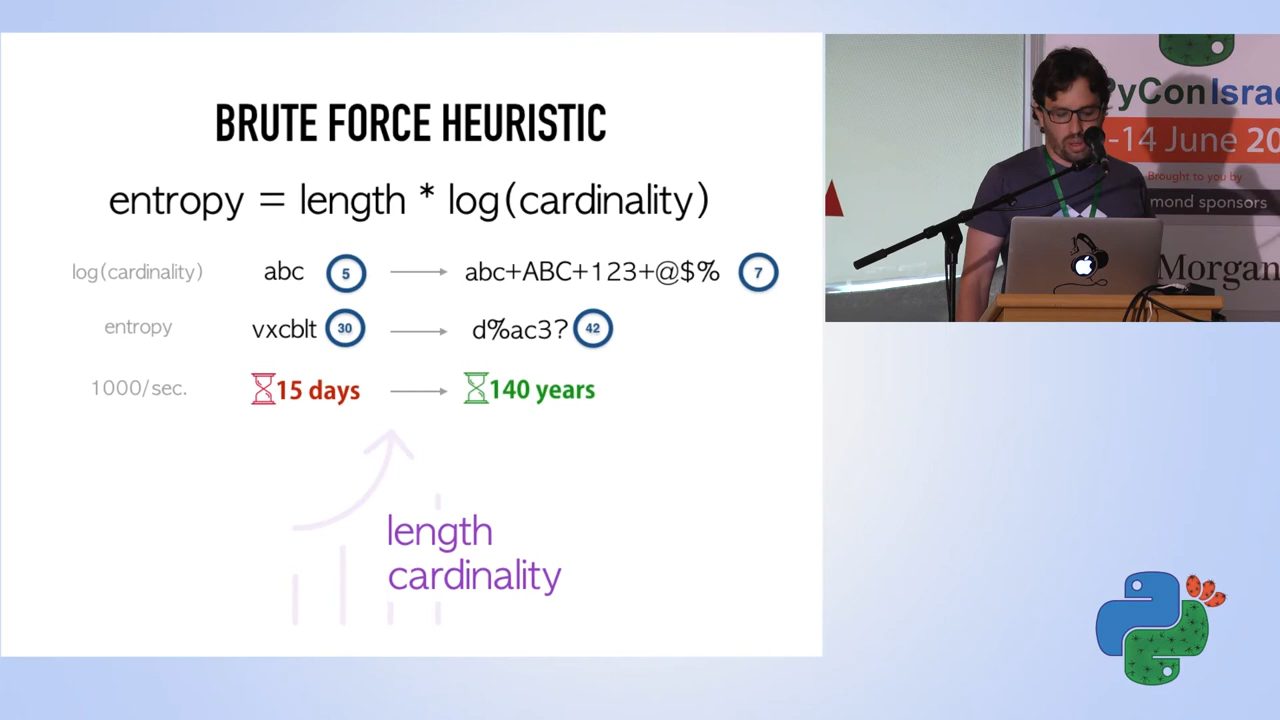 BRUTE FORCE HEURISTIC
entropy = length * log(cardinality)
log(cardinality) abc 5 abc+ABC+123+@$% 7
entropy vxcblt 30 d%ac3? 42
1000/sec. 15 days 140 years
length
cardinality
yCon Isra
-14 June 20
Brought to you by
mond sponsors
Morgan